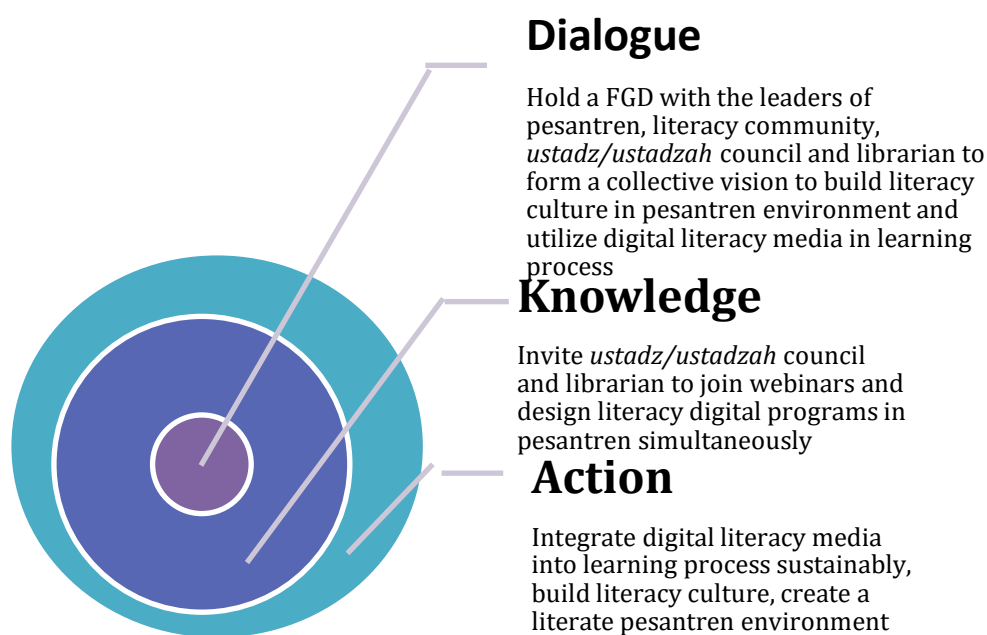 Dialogue
Hold a FGD with the leaders of
pesantren, literacy community,
ustadz/ustadzah council and librarian to
form a collective vision to build literacy
culture in pesantren environment and
utilize digital literacy media in learning
process
Knowledge
Invite ustadz/ustadzah council
and librarian to join webinars and
design literacy digital programs in
pesantren simultaneously
Action
Integrate digital literacy media
into learning process sustainably,
build literacy culture, create a
literate pesantren environment